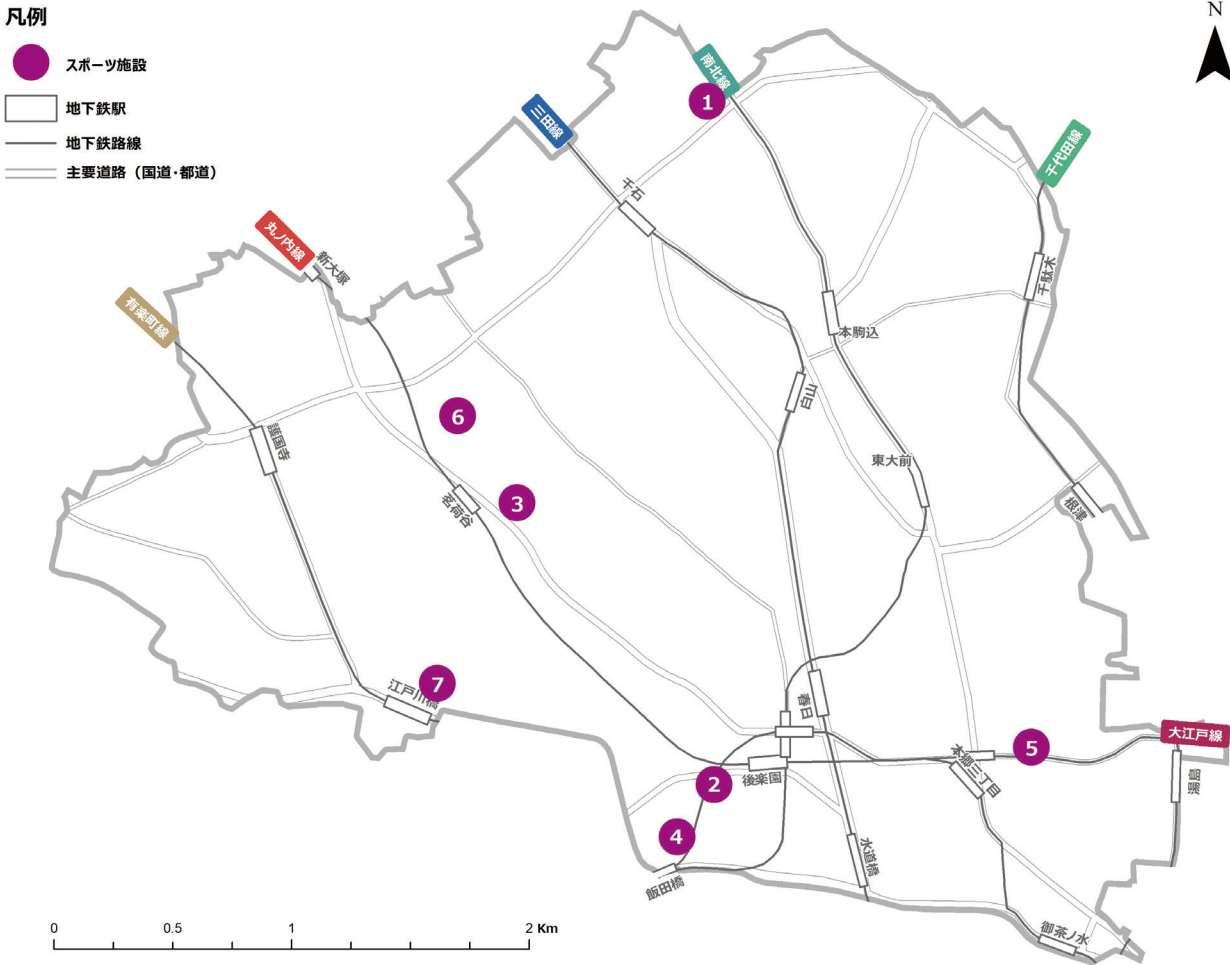 凡例
スポーツ施設
地下鉄駅
地下鉄路線
主要道路（国道・都道）
N
南北線
1
三田線
千代田線
千石
丸ノ内線
新大塚
千駄木
有楽町線
本駒込
白山
6
護国寺
東大前
3
茗荷谷
根津
7
江戸川橋
春日
大江戸線
5
本郷三丁目
2
後楽園
湯島
4
水道橋
飯田橋
御茶ノ水
0 0.5 1 2 Km